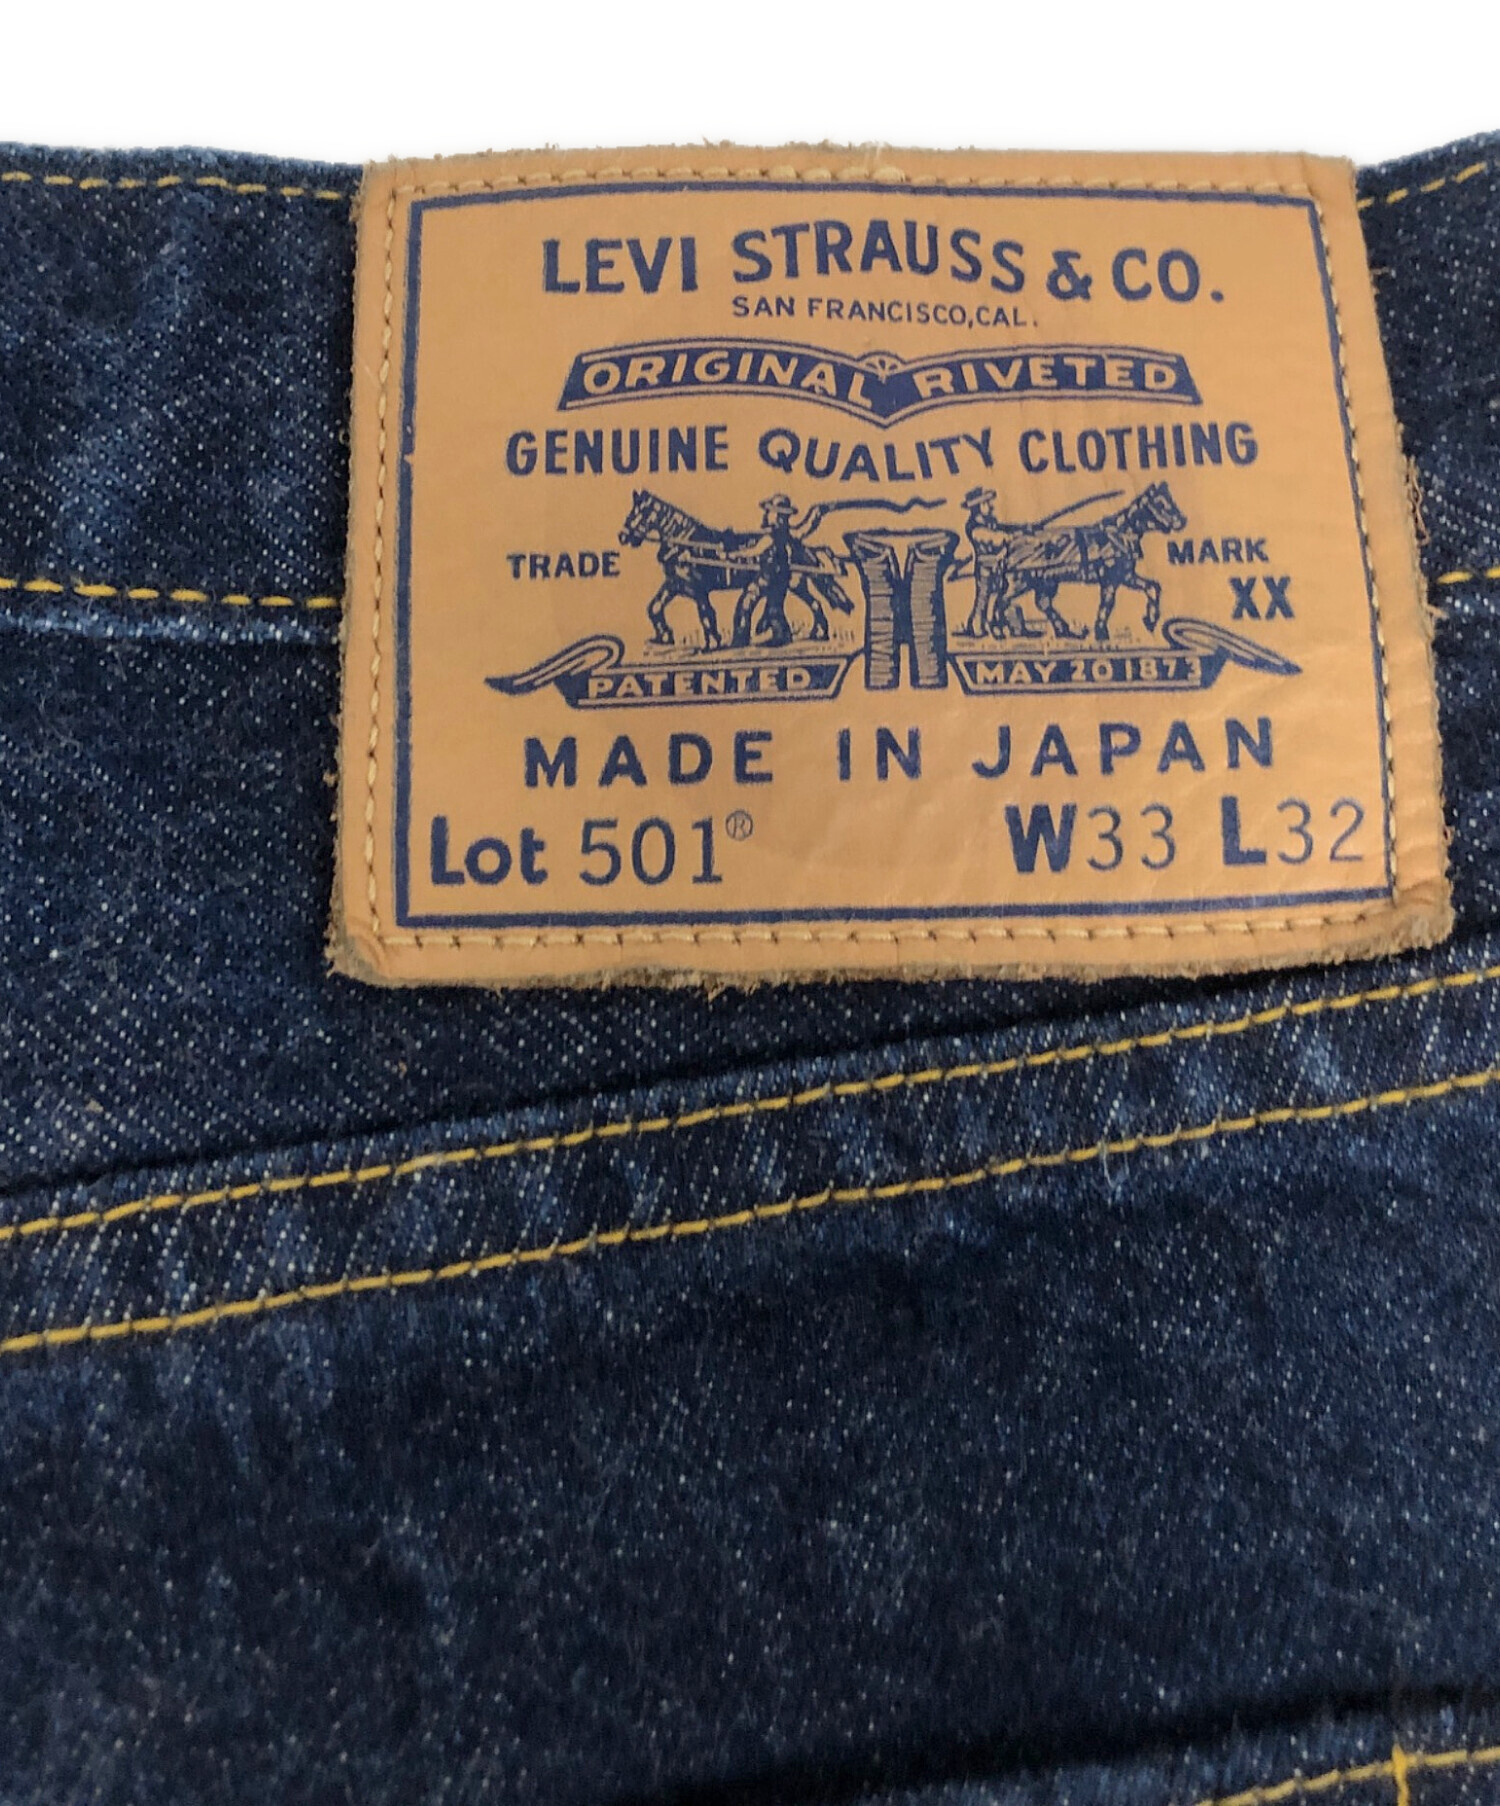 LEVI STRAUSS & CO.
SAN FRANCISCO, CAL.
ORIGINAL RIVETED
GENUINE QUALITY CLOTHING
TRADE MARK
XX
PATENTED MAY 20 1873
MADE IN JAPAN
Lot 501® W33 L32